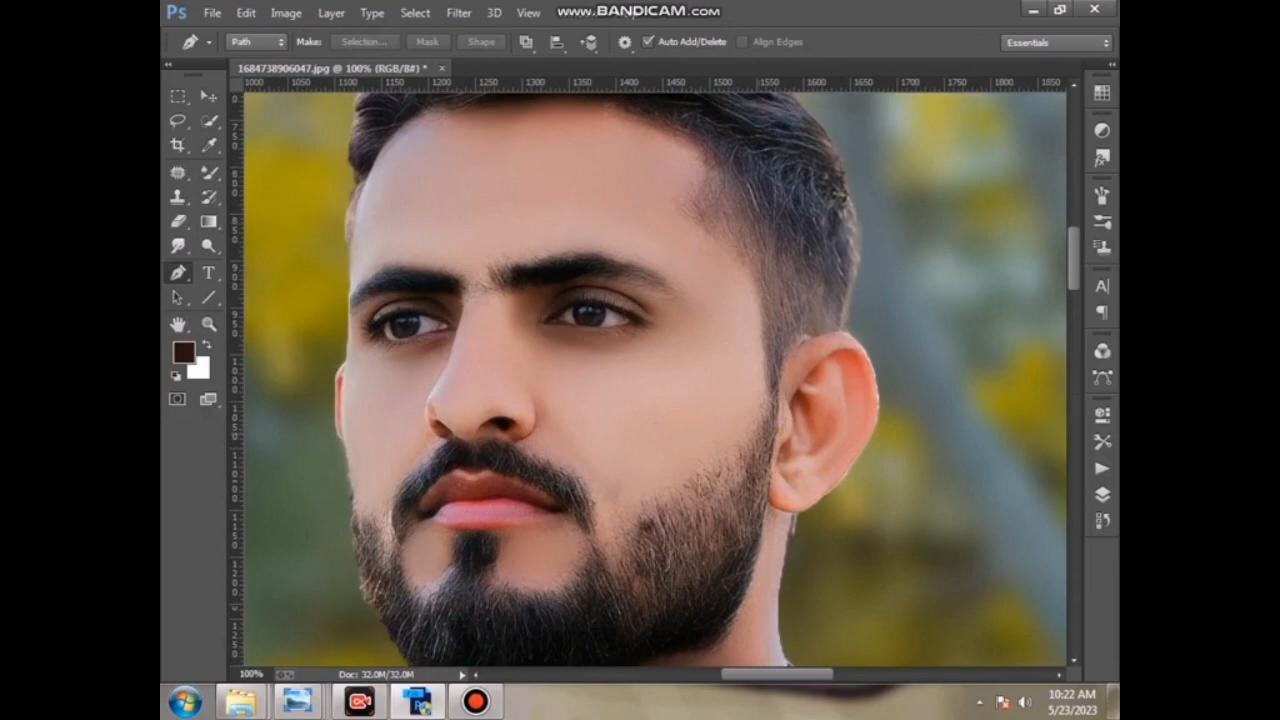 Ps File Edit Image Layer Type Select Filter 3D View www.BANDICAM.com
Path Make: Selection... Mask Shape Auto Add/Delete Align Edges Essentials
1684738906047.jpg @ 100% (RGB/8#) *
1000 1050 1100 1150 1200 1250 1300 1350 1400 1450 1500 1550 1600 1650 1700 1750 1800 1850
100% Doc: 32.0M/32.0M
10:22 AM
5/23/2023